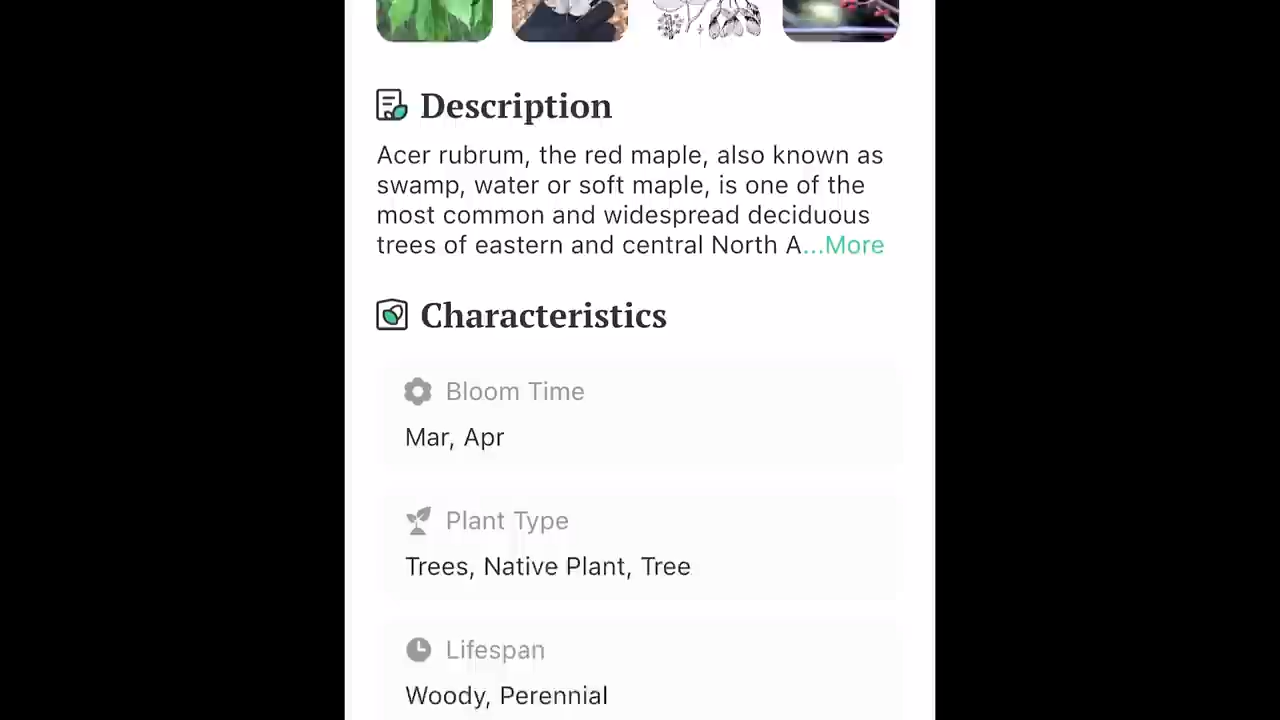 Description
Acer rubrum, the red maple, also known as
swamp, water or soft maple, is one of the
most common and widespread deciduous
trees of eastern and central North A...More
Characteristics
Bloom Time
Mar, Apr
Plant Type
Trees, Native Plant, Tree
Lifespan
Woody, Perennial